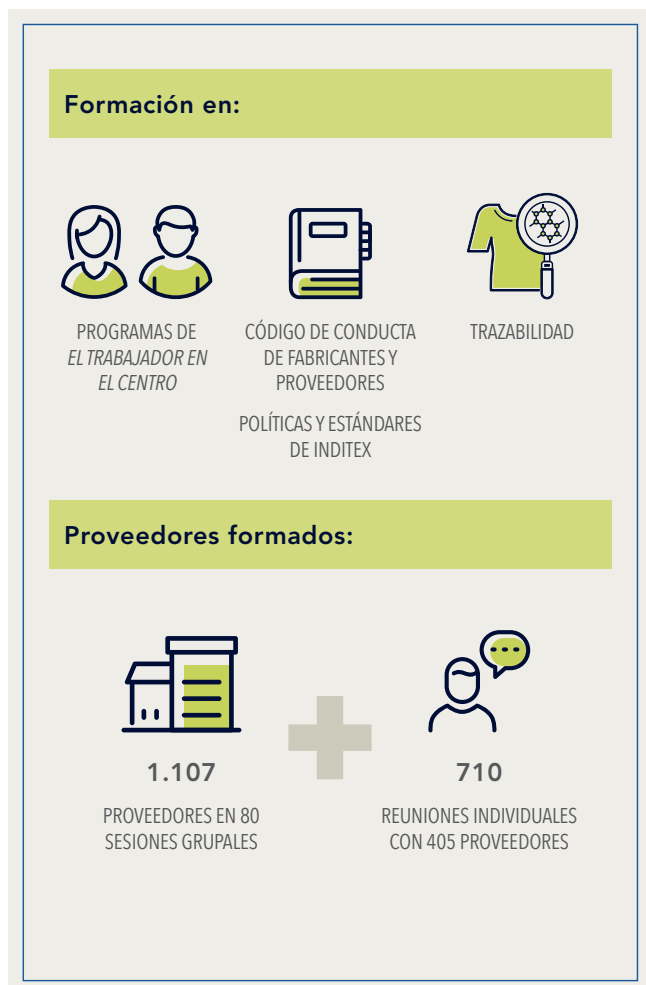 Formación en:
PROGRAMAS DE
EL TRABAJADOR EN
EL CENTRO
CÓDIGO DE CONDUCTA
DE FABRICANTES Y
PROVEEDORES
POLÍTICAS Y ESTÁNDARES
DE INDITEX
TRAZABILIDAD
Proveedores formados:
1.107
PROVEEDORES EN 80
SESIONES GRUPALES
710
REUNIONES INDIVIDUALES
CON 405 PROVEEDORES